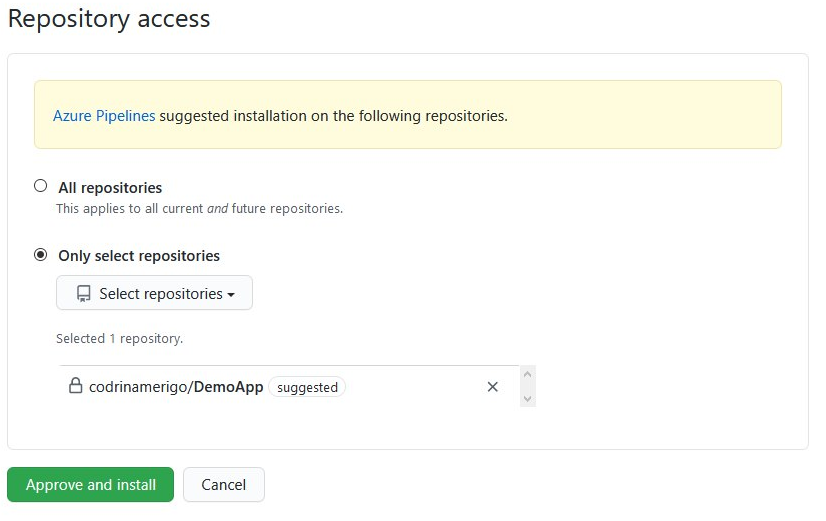 Repository access
Azure Pipelines suggested installation on the following repositories.
All repositories
This applies to all current and future repositories.
Only select repositories
Select repositories
Selected 1 repository.
codrinamerigo/DemoApp suggested
Approve and install Cancel